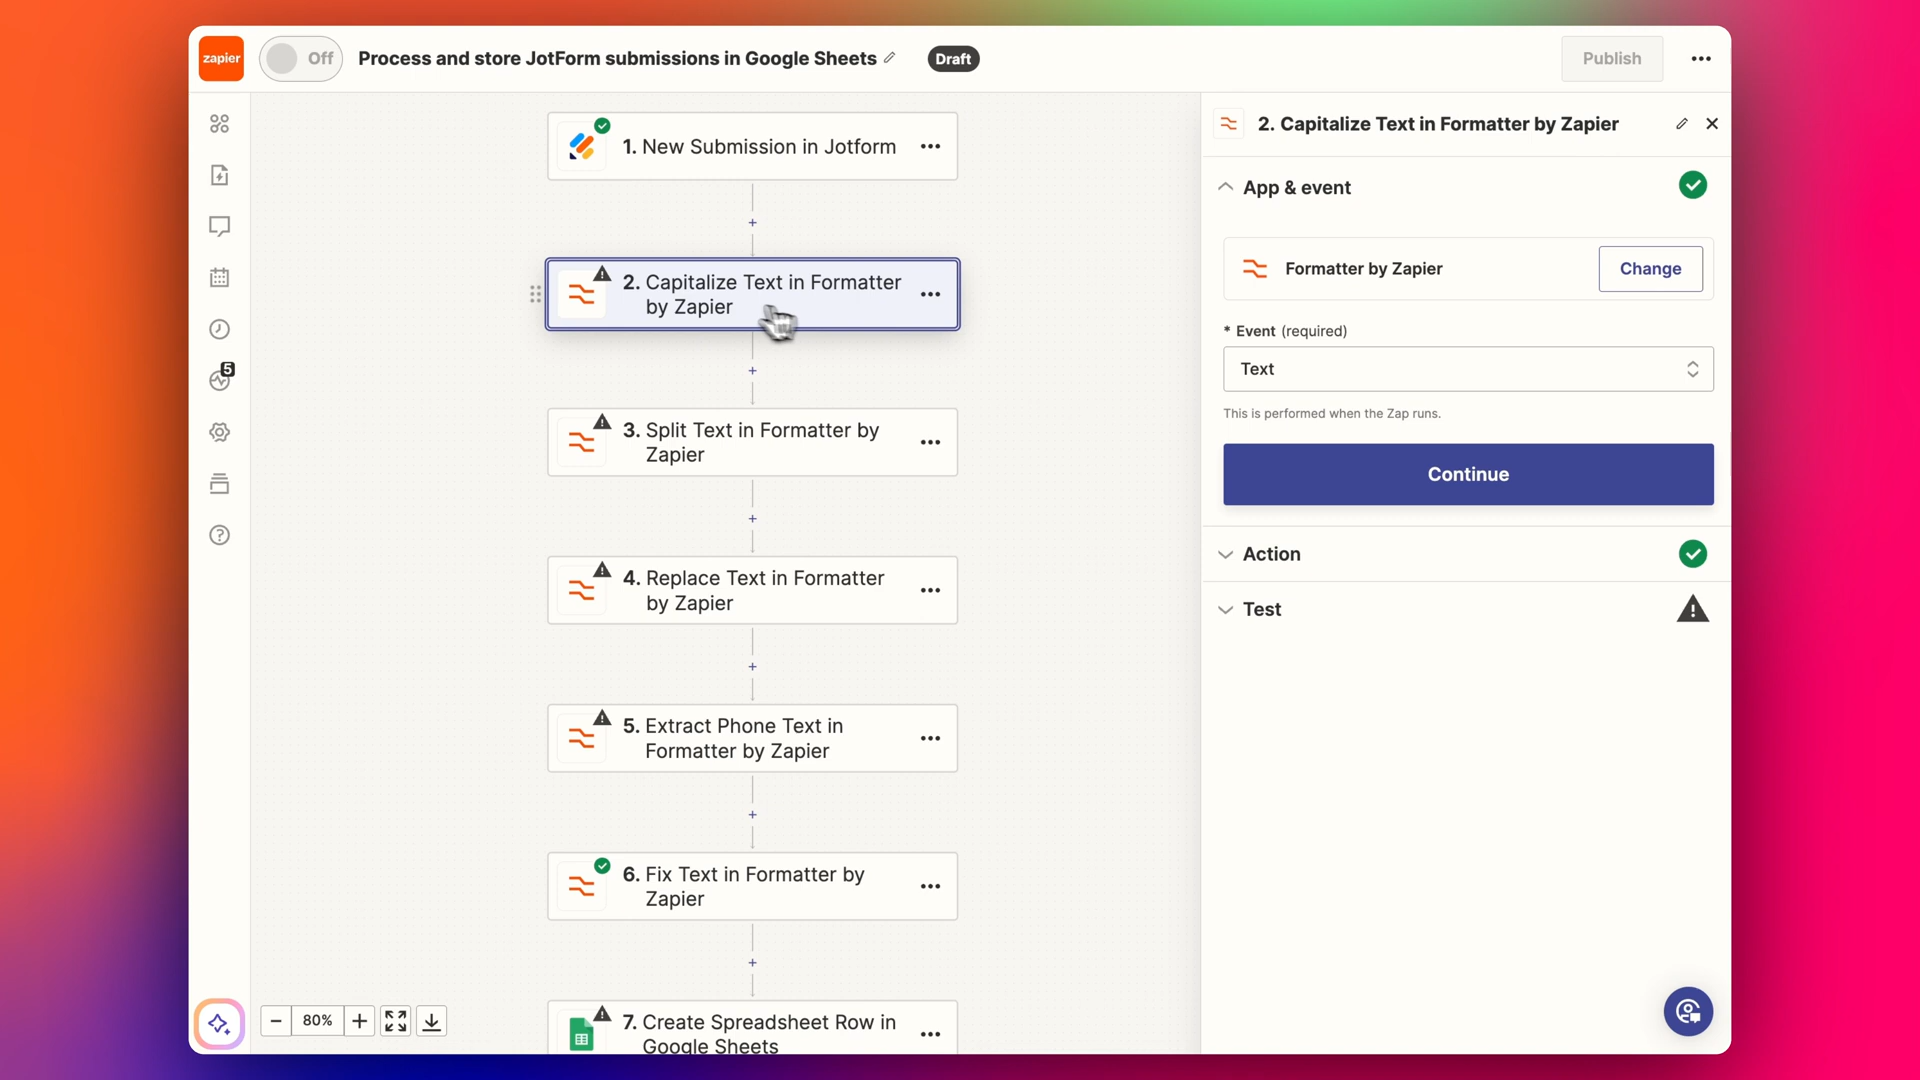 zapier
Off
Process and store JotForm submissions in Google Sheets
Draft
Publish
1. New Submission in Jotform
2. Capitalize Text in Formatter
by Zapier
3. Split Text in Formatter by
Zapier
4. Replace Text in Formatter
by Zapier
5. Extract Phone Text in
Formatter by Zapier
6. Fix Text in Formatter by
Zapier
7. Create Spreadsheet Row in
Google Sheets
5
80%
2. Capitalize Text in Formatter by Zapier
App & event
Formatter by Zapier
Change
* Event (required)
Text
This is performed when the Zap runs.
Continue
Action
Test